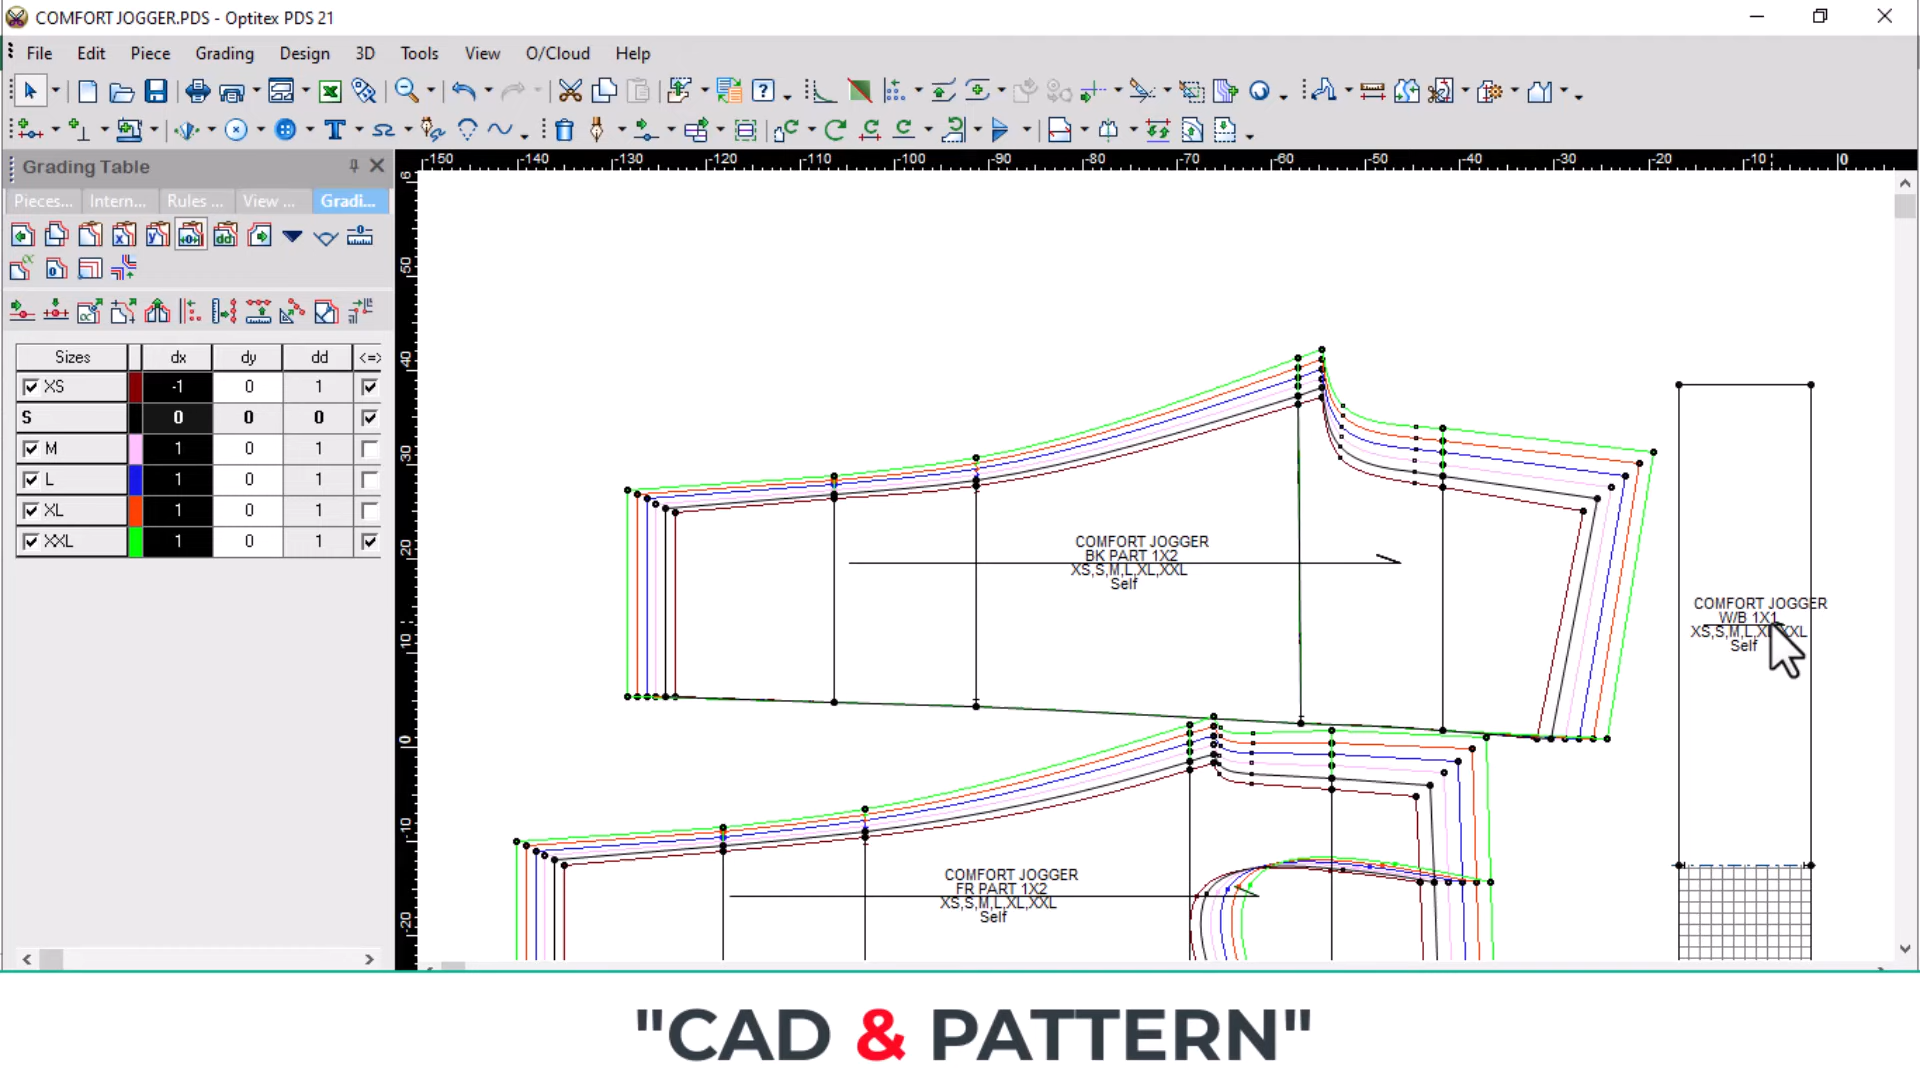 COMFORT JOGGER.PDS - Optitex PDS 21
File Edit Piece Grading Design 3D Tools View O/Cloud Help
Grading Table
Pieces... Intern... Rules ... View ... Gradi...
Sizes dx dy dd <=>
XS -1 0 1
S 0 0 0
M 1 0 1
L 1 0 1
XL 1 0 1
XXL 1 0 1
-150 -140 -130 -120 -110 -100 -90 -80 -70 -60 -50 -40 -30 -20 -10 0
6
50
40
30
20
10
0
-10
-20
COMFORT JOGGER
BK PART 1X2
XS,S,M,L,XL,XXL
Self
COMFORT JOGGER
W/B 1X1
XS,S,M,L,XL,XXL
Self
COMFORT JOGGER
FR PART 1X2
XS,S,M,L,XL,XXL
Self
"CAD & PATTERN"